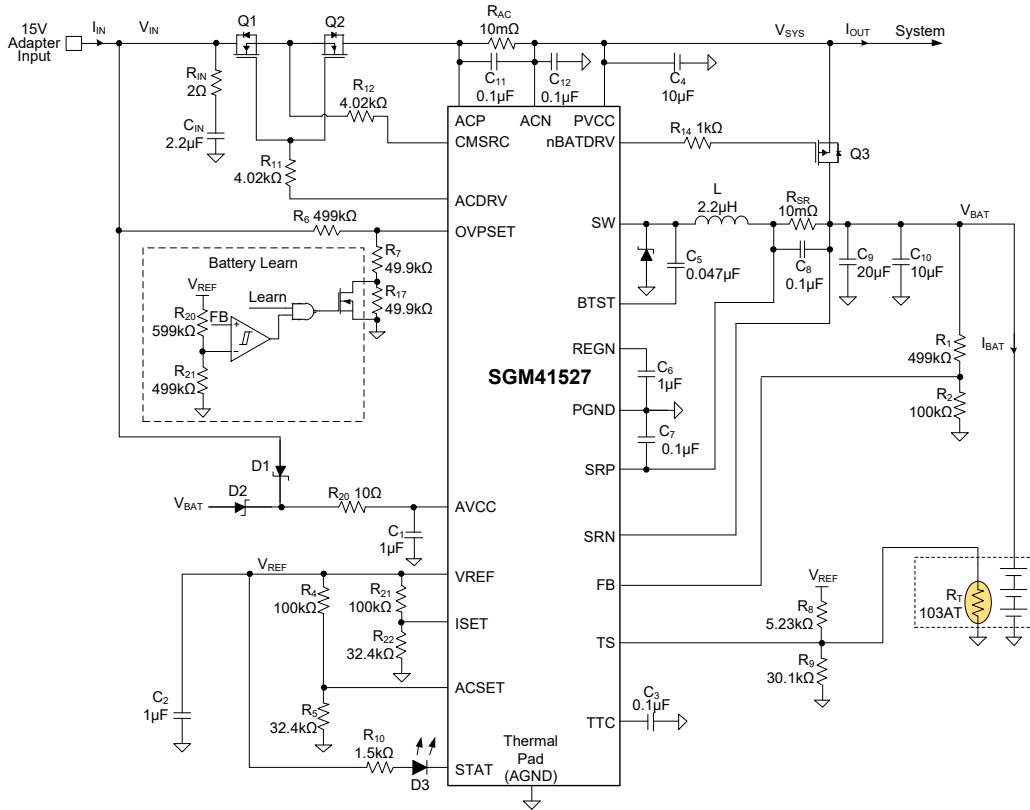 15V
Adapter
Input
IIN
VIN
Q1
Q2
RAC
10mΩ
VSYS
IOUT
System
RIN
2Ω
CIN
2.2µF
R12
4.02kΩ
C11
0.1µF
C12
0.1µF
C4
10µF
R11
4.02kΩ
ACP
ACN
PVCC
CMSRC
nBATDRV
R14 1kΩ
Q3
ACDRV
R6 499kΩ
OVPSET
SW
L
2.2µH
RSR
10mΩ
VBAT
R7
49.9kΩ
R17
49.9kΩ
C5
0.047µF
C8
0.1µF
C9
20µF
C10
10µF
Battery Learn
VREF
Learn
R20
599kΩ
FB
R21
499kΩ
BTST
REGN
C6
1µF
R1
499kΩ
IBAT
SGM41527
PGND
R2
100kΩ
C7
0.1µF
SRP
D1
VBAT
D2
R20 10Ω
AVCC
C1
1µF
SRN
VREF
VREF
FB
R4
100kΩ
R21
100kΩ
ISET
R22
32.4kΩ
VREF
R8
5.23kΩ
RT
103AT
TS
R9
30.1kΩ
ACSET
C2
1µF
R5
32.4kΩ
C3
0.1µF
TTC
R10
1.5kΩ
D3
STAT
Thermal
Pad
(AGND)